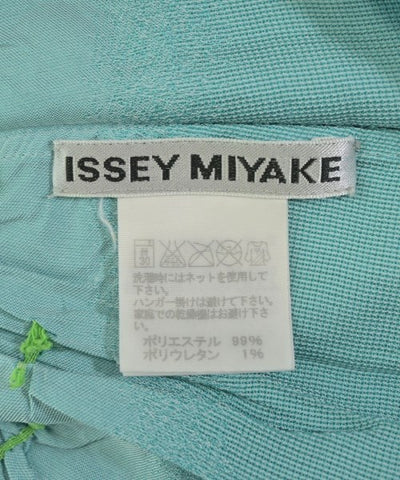 ISSEY MIYAKE
30
洗濯時にはネットを使用して
下さい。
ハンガー掛けは避けて下さい。
家庭での乾燥機はお避け
下さい。
ポリエステル 99%
ポリウレタン 1%